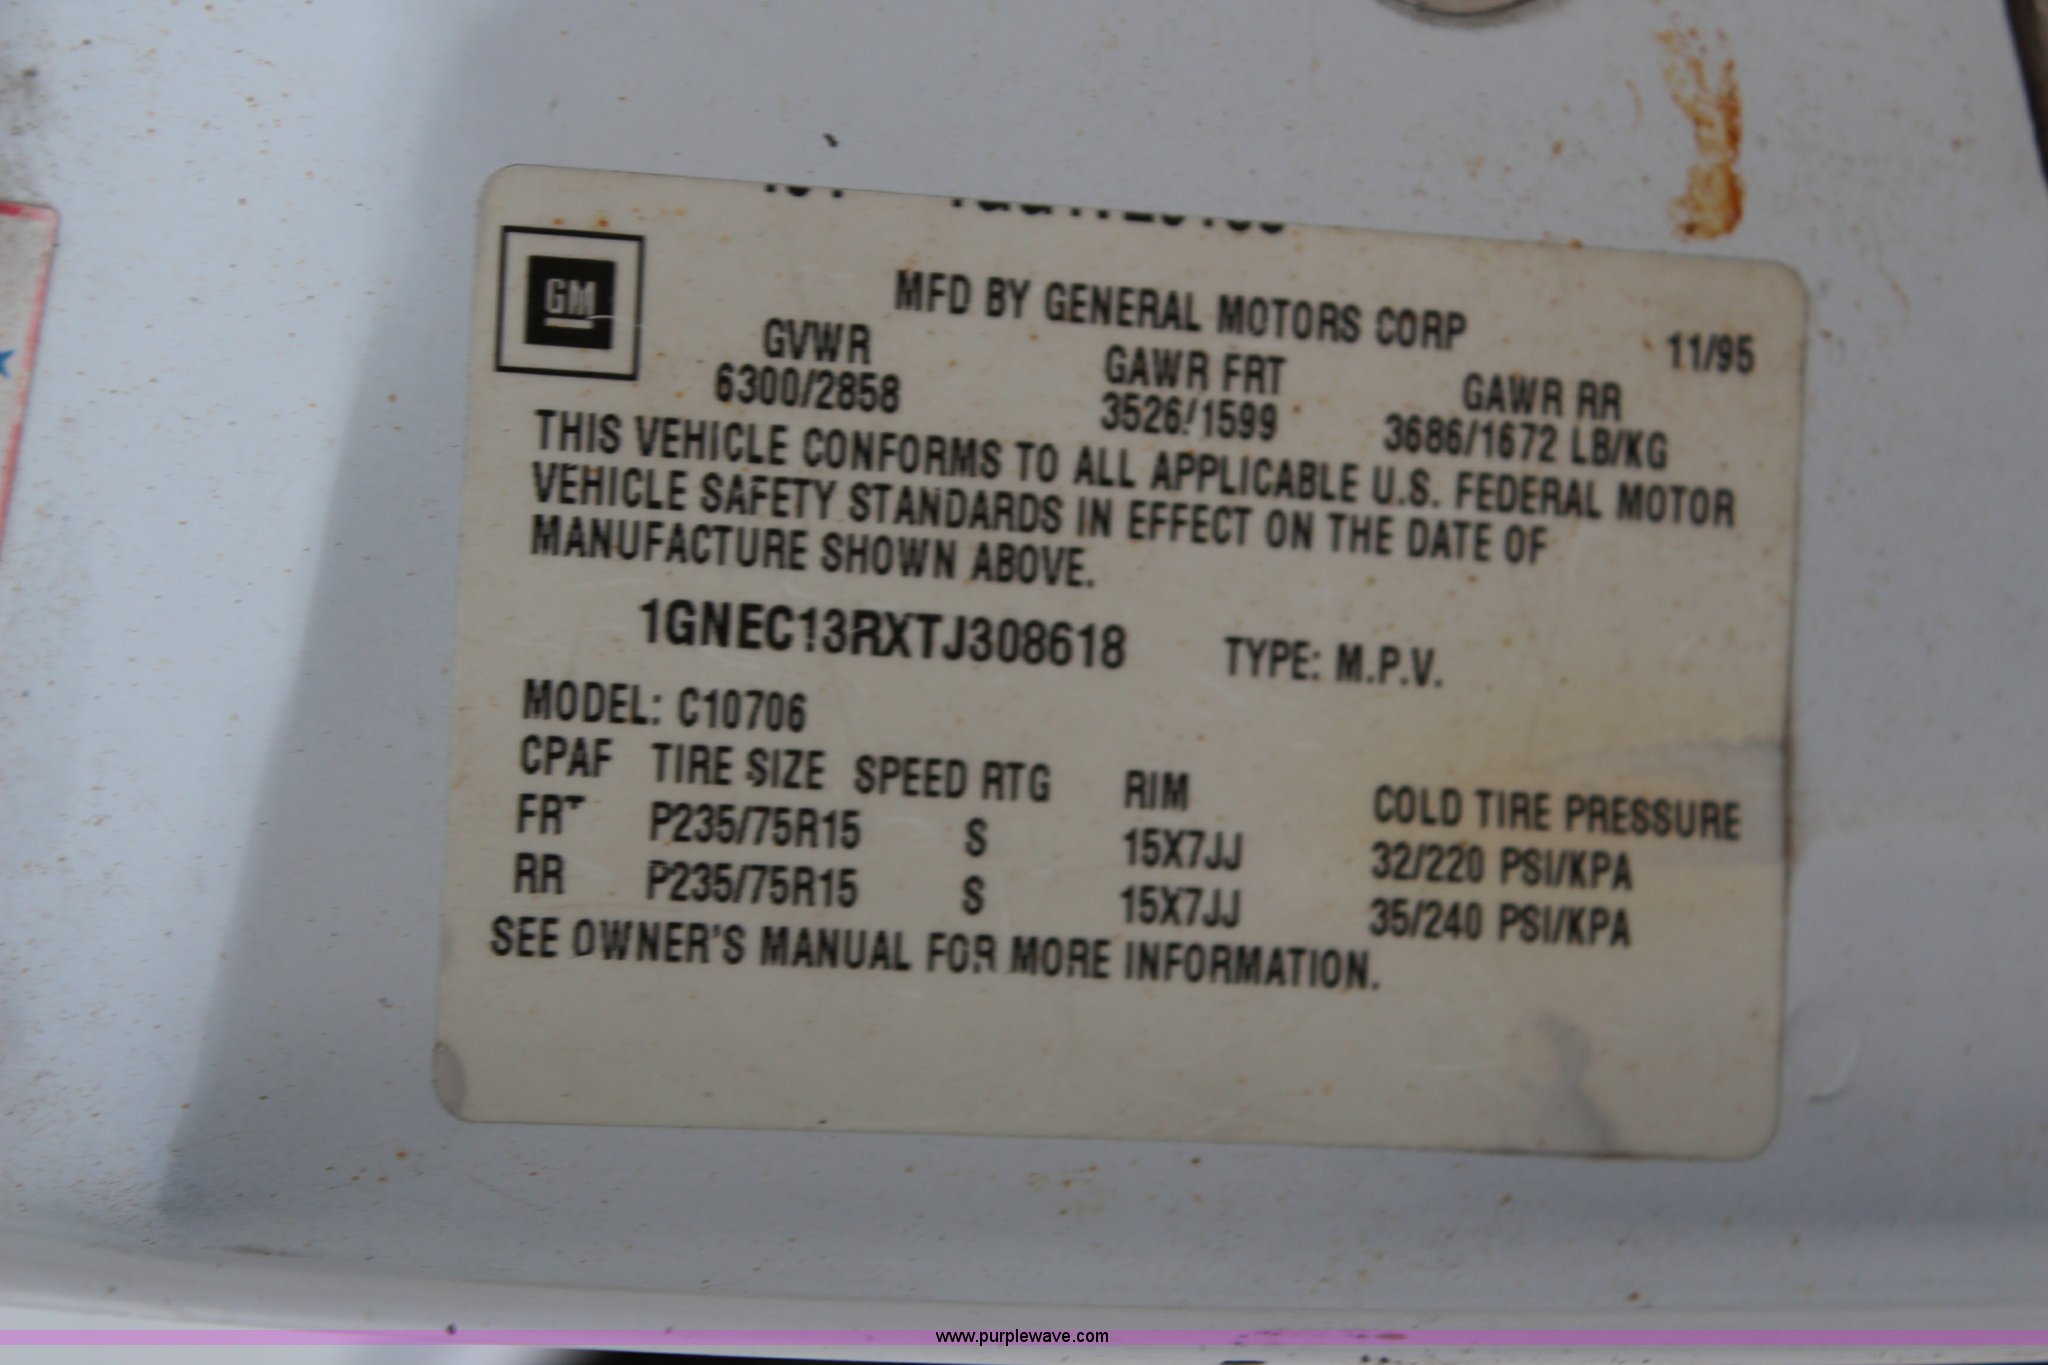 GM
MFD BY GENERAL MOTORS CORP 11/95
GVWR GAWR FRT GAWR RR
6300/2858 3526/1599 3686/1672 LB/KG
THIS VEHICLE CONFORMS TO ALL APPLICABLE U.S. FEDERAL MOTOR
VEHICLE SAFETY STANDARDS IN EFFECT ON THE DATE OF
MANUFACTURE SHOWN ABOVE.
1GNEC13RXTJ308618 TYPE: M.P.V.
MODEL: C10706
CPAF TIRE SIZE SPEED RTG RIM COLD TIRE PRESSURE
FRT P235/75R15 S 15X7JJ 32/220 PSI/KPA
RR P235/75R15 S 15X7JJ 35/240 PSI/KPA
SEE OWNER'S MANUAL FOR MORE INFORMATION.
www.purplewave.com